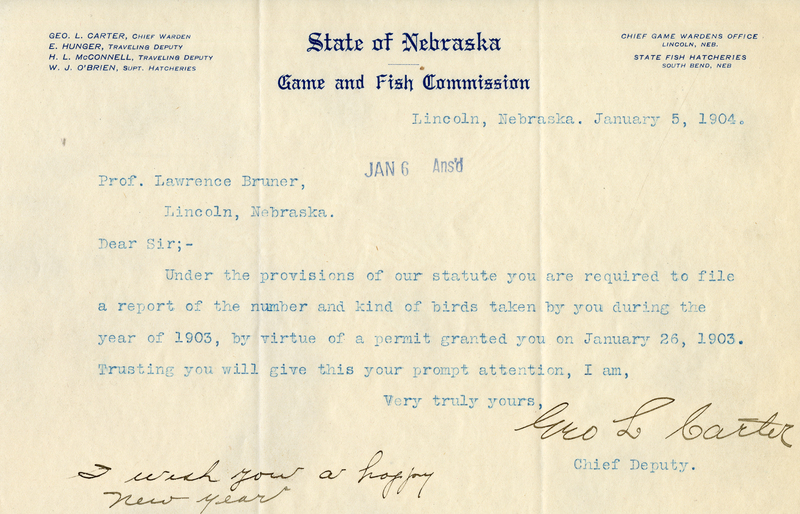 GEO. L. CARTER, CHIEF WARDEN
E. HUNGER, TRAVELING DEPUTY
H. L. McCONNELL, TRAVELING DEPUTY
W. J. O'BRIEN, SUPT. HATCHERIES
State of Nebraska
Game and Fish Commission
CHIEF GAME WARDENS OFFICE
LINCOLN, NEB.
STATE FISH HATCHERIES
SOUTH BEND, NEB
Lincoln, Nebraska. January 5, 1904.
JAN 6 Ans'd
Prof. Lawrence Bruner,
Lincoln, Nebraska.
Dear Sir;-
Under the provisions of our statute you are required to file
a report of the number and kind of birds taken by you during the
year of 1903, by virtue of a permit granted you on January 26, 1903.
Trusting you will give this your prompt attention, I am,
Very truly yours,
Geo L Carter
Chief Deputy.
I wish you a happy
New year